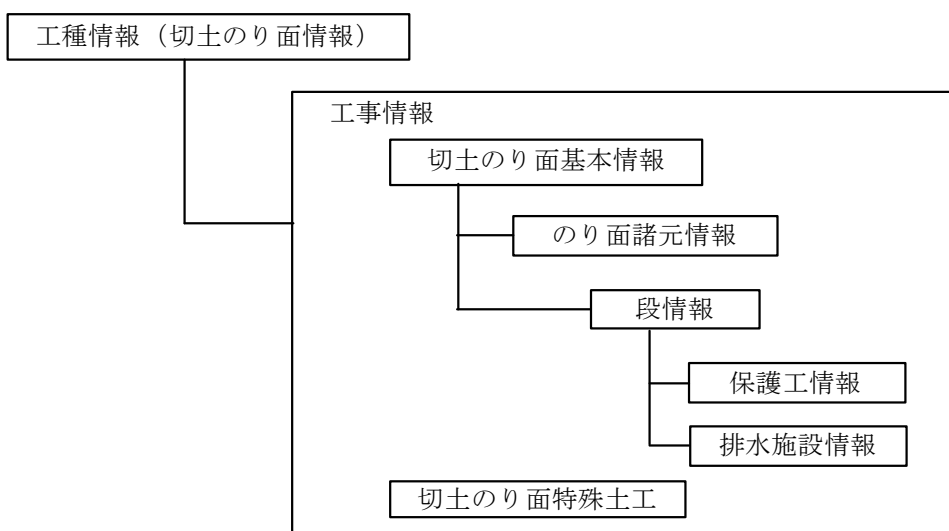 工種情報（切土のり面情報）
工事情報
切土のり面基本情報
のり面諸元情報
段情報
保護工情報
排水施設情報
切土のり面特殊土工